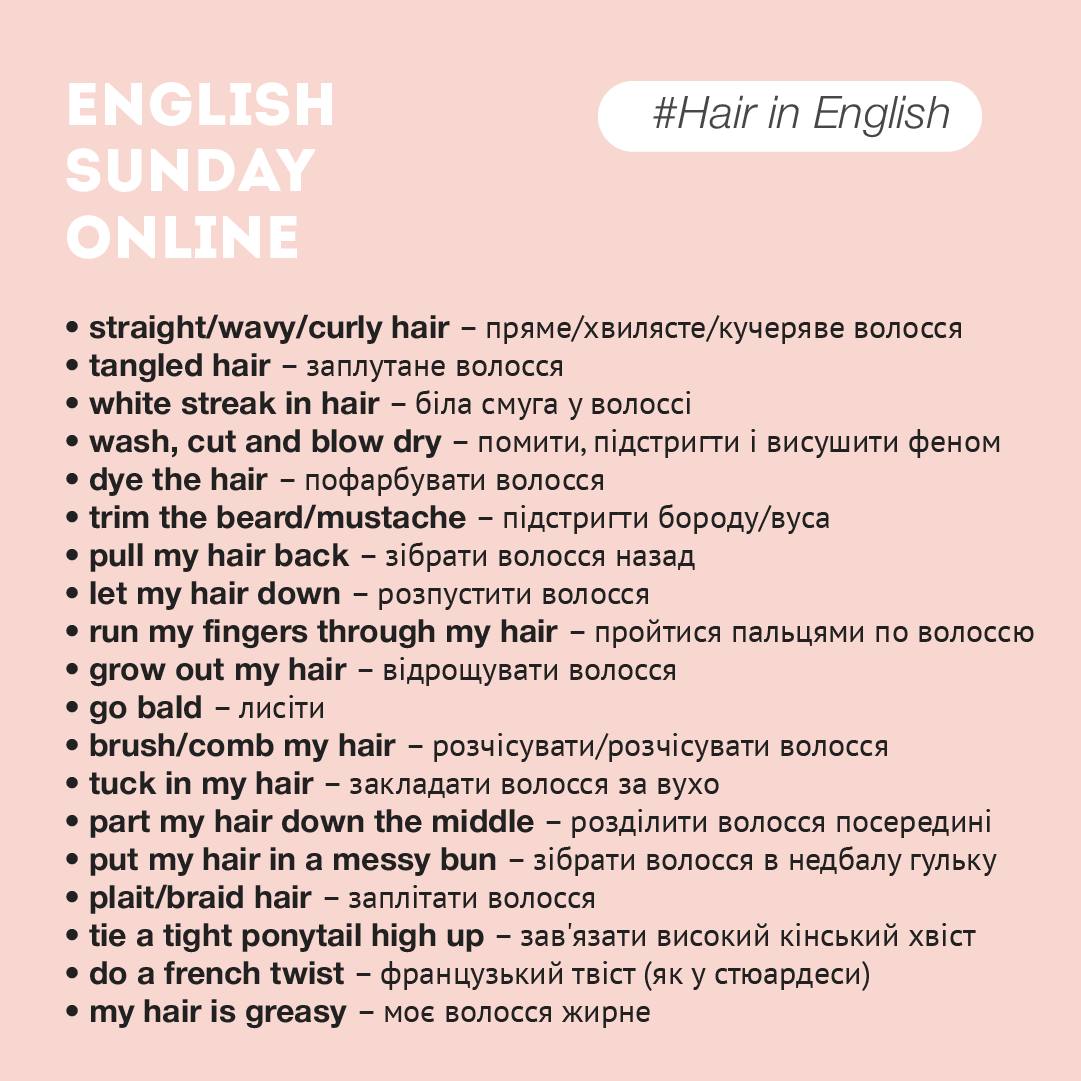 ENGLISH
SUNDAY
ONLINE
#Hair in English
• straight/wavy/curly hair – пряме/хвилясте/кучеряве волосся
• tangled hair – заплутане волосся
• white streak in hair – біла смуга у волоссі
• wash, cut and blow dry – помити, підстригти і висушити феном
• dye the hair – пофарбувати волосся
• trim the beard/mustache – підстригти бороду/вуса
• pull my hair back – зібрати волосся назад
• let my hair down – розпустити волосся
• run my fingers through my hair – пройтися пальцями по волоссю
• grow out my hair – відрощувати волосся
• go bald – лисіти
• brush/comb my hair – розчісувати/розчісувати волосся
• tuck in my hair – закладати волосся за вухо
• part my hair down the middle – розділити волосся посередині
• put my hair in a messy bun – зібрати волосся в недбалу гульку
• plait/braid hair – заплітати волосся
• tie a tight ponytail high up – зав'язати високий кінський хвіст
• do a french twist – французький твіст (як у стюардеси)
• my hair is greasy – моє волосся жирне